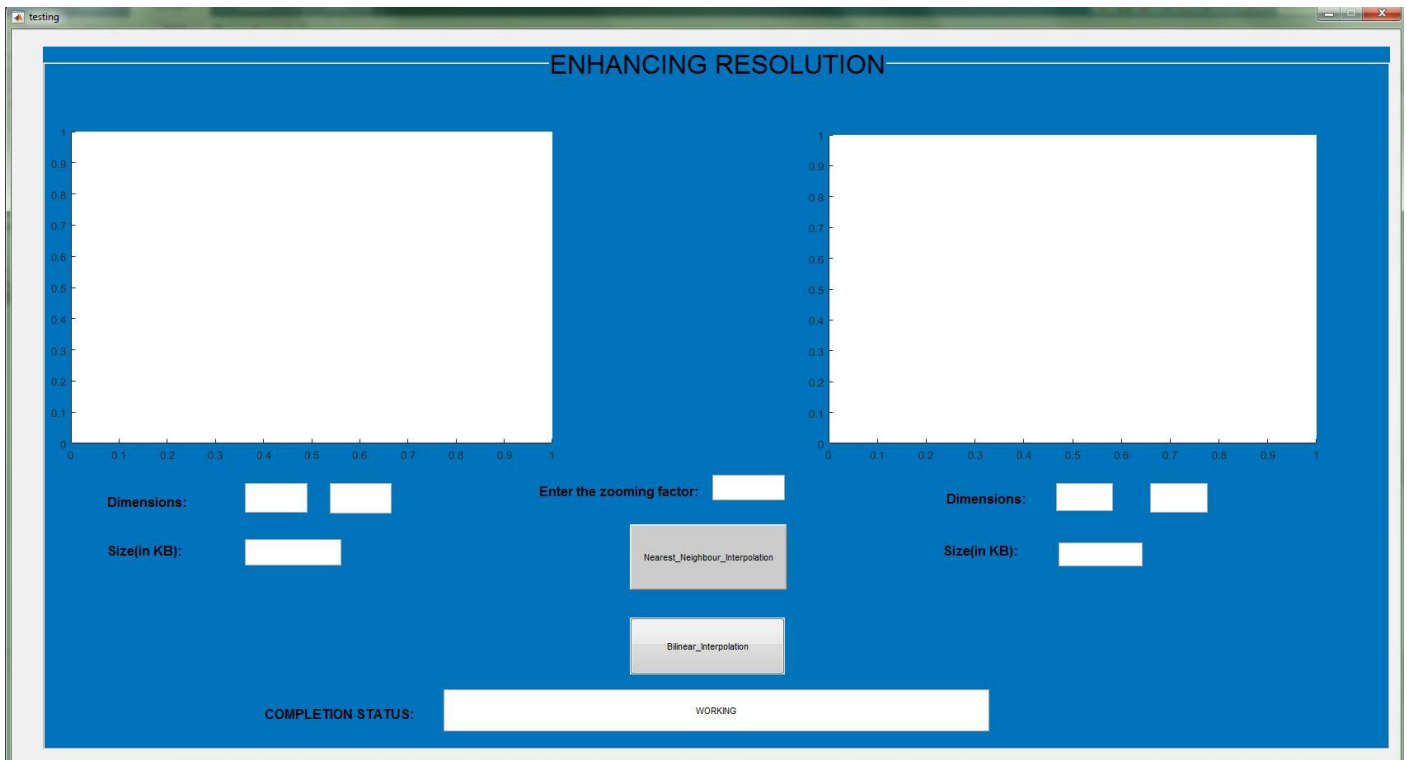 testing
ENHANCING RESOLUTION
1
0.9
0.8
0.7
0.6
0.5
0.4
0.3
0.2
0.1
0
0 0.1 0.2 0.3 0.4 0.5 0.6 0.7 0.8 0.9 1
1
0.9
0.8
0.7
0.6
0.5
0.4
0.3
0.2
0.1
0
0 0.1 0.2 0.3 0.4 0.5 0.6 0.7 0.8 0.9 1
Dimensions:
Enter the zooming factor:
Dimensions:
Size(in KB):
Nearest_Neighbour_Interpolation
Size(in KB):
Bilinear_Interpolation
COMPLETION STATUS:
WORKING